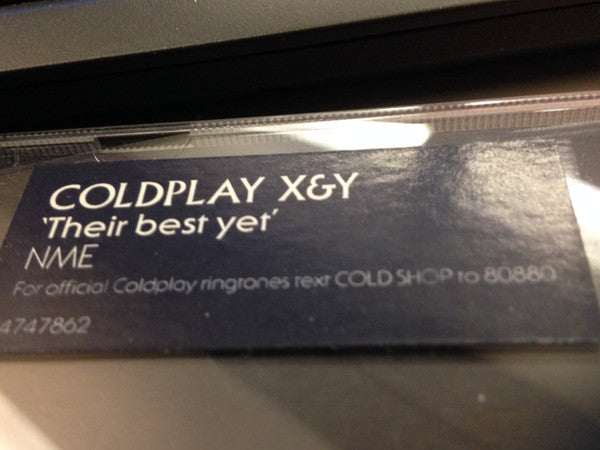 COLDPLAY X&Y
'Their best yet'
NME
For official Coldplay ringtones text COLD SHOP to 80880
4747862